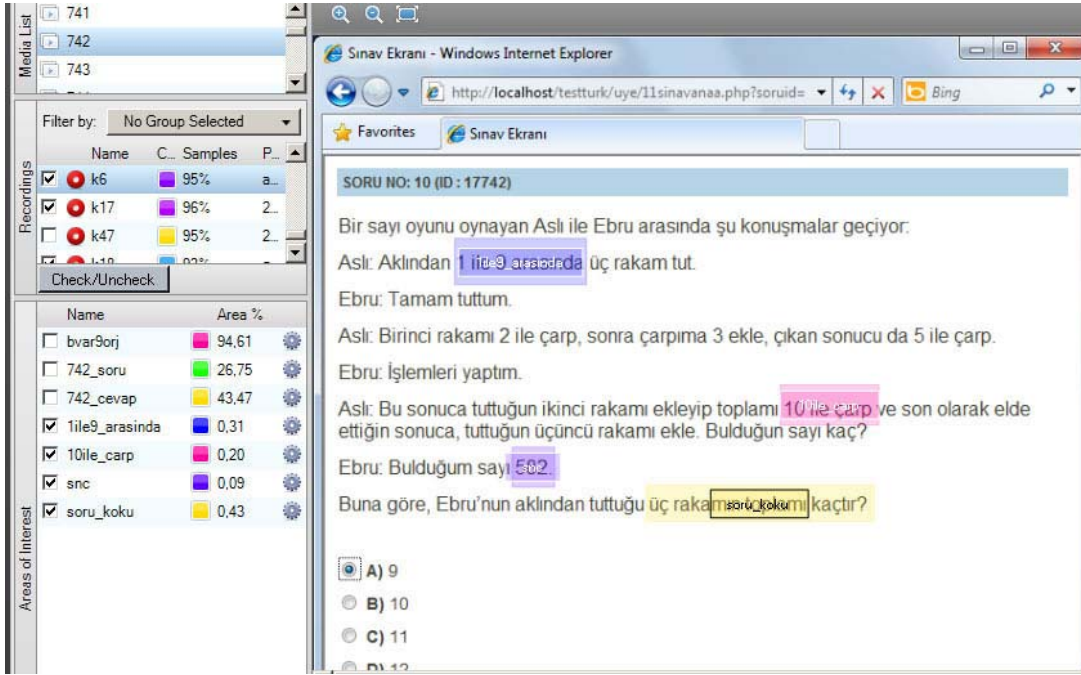 Media List
741
742
743
Recordings
Filter by: No Group Selected
Name C... Samples P...
k6 95% a...
k17 96% 2...
k47 95% 2...
Check/Uncheck
Areas of Interest
Name Area %
bvar9orj 94,61
742_soru 26,75
742_cevap 43,47
1ile9_arasinda 0,31
10ile_carp 0,20
snc 0,09
soru_koku 0,43
Sınav Ekranı - Windows Internet Explorer
http://localhost/testturk/uye/11sinavanaa.php?soruid=
Bing
Favorites
Sınav Ekranı
SORU NO: 10 (ID : 17742)
Bir sayı oyunu oynayan Aslı ile Ebru arasında şu konuşmalar geçiyor:
Aslı: Aklından 1 ile 9 arasında üç rakam tut.
1ile9_arasinda
Ebru: Tamam tuttum.
Aslı: Birinci rakamı 2 ile çarp, sonra çarpıma 3 ekle, çıkan sonucu da 5 ile çarp.
Ebru: İşlemleri yaptım.
Aslı: Bu sonuca tuttuğun ikinci rakamı ekleyip toplamı 10 ile çarp ve son olarak elde
10ile_carp
ettiğin sonuca, tuttuğun üçüncü rakamı ekle. Bulduğun sayı kaç?
Ebru: Bulduğum sayı 582.
snc
Buna göre, Ebru'nun aklından tuttuğu üç rakamın toplamı kaçtır?
soru_koku
A) 9
B) 10
C) 11
D) 12